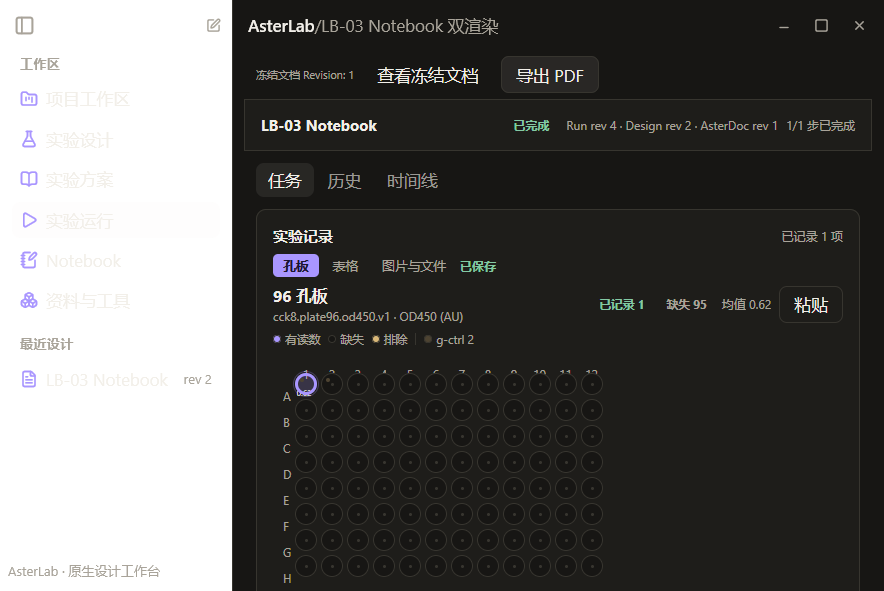 工作区
项目工作区
实验设计
实验方案
实验运行
Notebook
资料与工具
最近设计
LB-03 Notebook rev 2
AsterLab · 原生设计工作台
AsterLab/LB-03 Notebook 双渲染
冻结文档 Revision: 1 查看冻结文档 导出 PDF
LB-03 Notebook 已完成 Run rev 4 · Design rev 2 · AsterDoc rev 1 1/1 步已完成
任务 历史 时间线
实验记录 已记录 1 项
孔板 表格 图片与文件 已保存
96 孔板
cck8.plate96.od450.v1 · OD450 (AU)
已记录 1 缺失 95 均值 0.62 粘贴
有读数 缺失 排除 g-ctrl 2
1 2 3 4 5 6 7 8 9 10 11 12
A 0.62
B
C
D
E
F
G
H